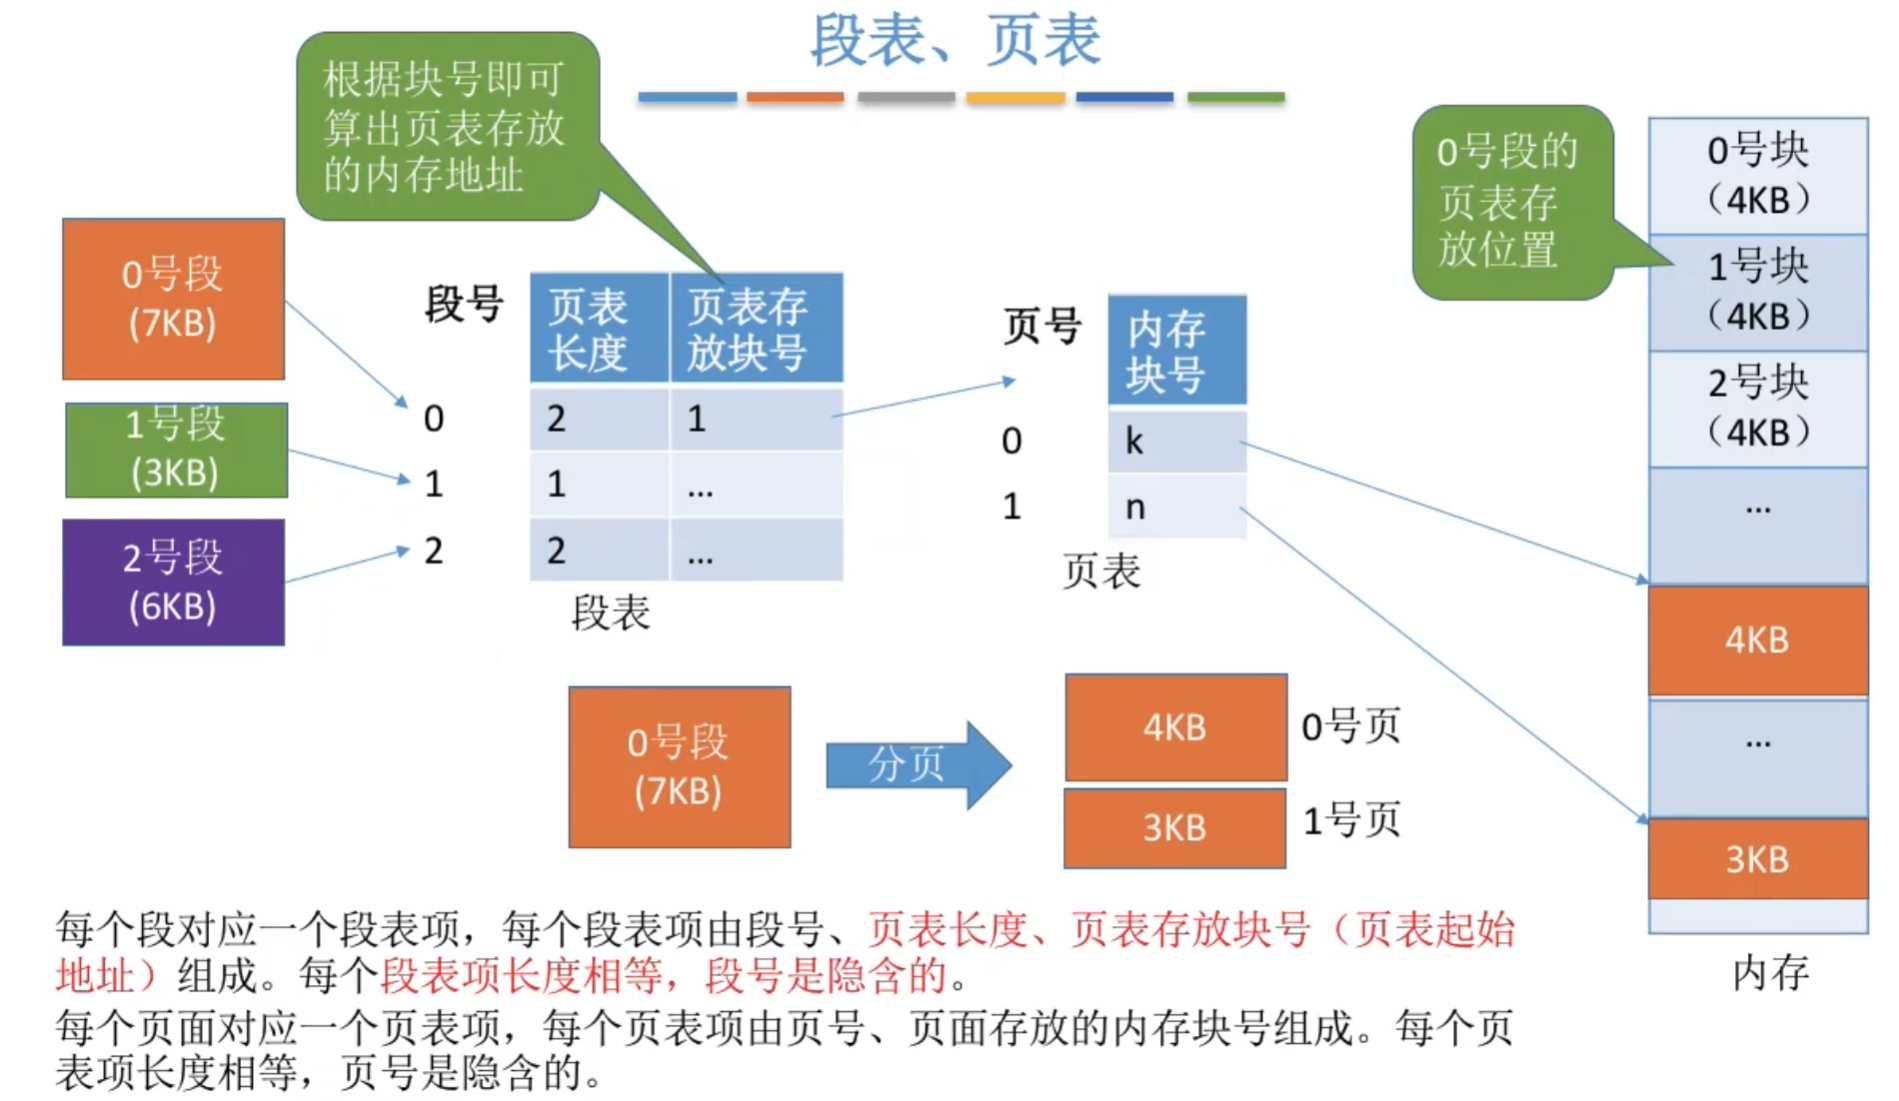 段表、页表
根据块号即可
算出页表存放
的内存地址
0号段的
页表存
放位置
0号段
(7KB)
1号段
(3KB)
2号段
(6KB)
段号
页表
长度
页表存
放块号
0
2
1
1
1
...
2
2
...
段表
页号
内存
块号
0
k
1
n
页表
0号块
（4KB）
1号块
（4KB）
2号块
（4KB）
...
4KB
...
3KB
内存
0号段
(7KB)
分页
4KB
0号页
3KB
1号页
每个段对应一个段表项，每个段表项由段号、页表长度、页表存放块号（页表起始
地址）组成。每个段表项长度相等，段号是隐含的。
每个页面对应一个页表项，每个页表项由页号、页面存放的内存块号组成。每个页
表项长度相等，页号是隐含的。